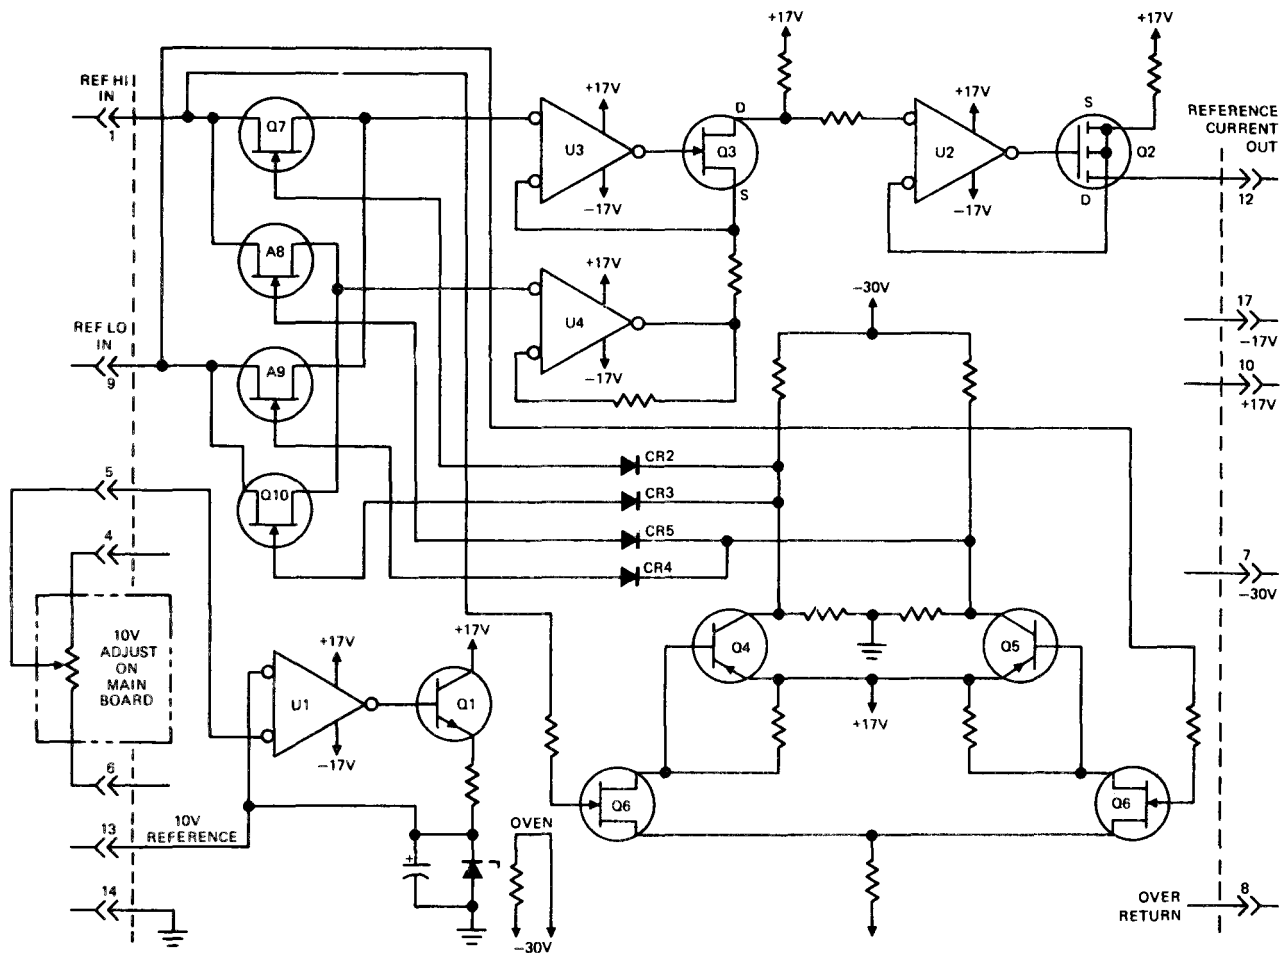 +17V
+17V
REF HI
IN
1
Q7
+17V
U3
-17V
D
Q3
S
+17V
U2
-17V
S
Q2
D
REFERENCE
CURRENT
OUT
12
A8
+17V
U4
-17V
-30V
17
-17V
10
+17V
REF LO
IN
9
A9
CR2
CR3
CR5
CR4
5
Q10
4
7
-30V
10V
ADJUST
ON
MAIN
BOARD
+17V
U1
-17V
+17V
Q1
Q4
Q5
+17V
6
Q6
Q6
13
10V
REFERENCE
OVEN
+
14
-30V
OVER
RETURN
8